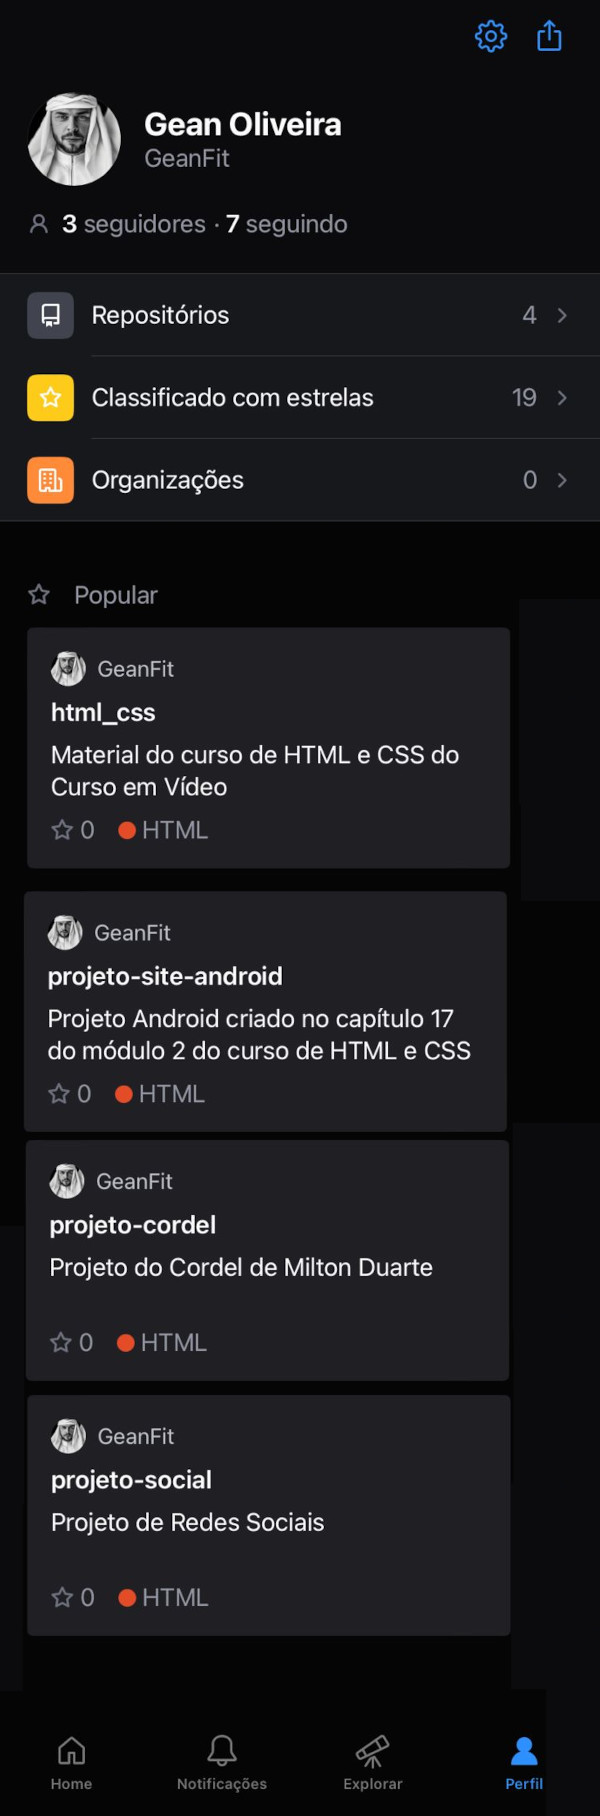 Gean Oliveira
GeanFit
3 seguidores · 7 seguindo
Repositórios 4
Classificado com estrelas 19
Organizações 0
Popular
GeanFit
html_css
Material do curso de HTML e CSS do
Curso em Vídeo
0 HTML
GeanFit
projeto-site-android
Projeto Android criado no capítulo 17
do módulo 2 do curso de HTML e CSS
0 HTML
GeanFit
projeto-cordel
Projeto do Cordel de Milton Duarte
0 HTML
GeanFit
projeto-social
Projeto de Redes Sociais
0 HTML
Home Notificações Explorar Perfil